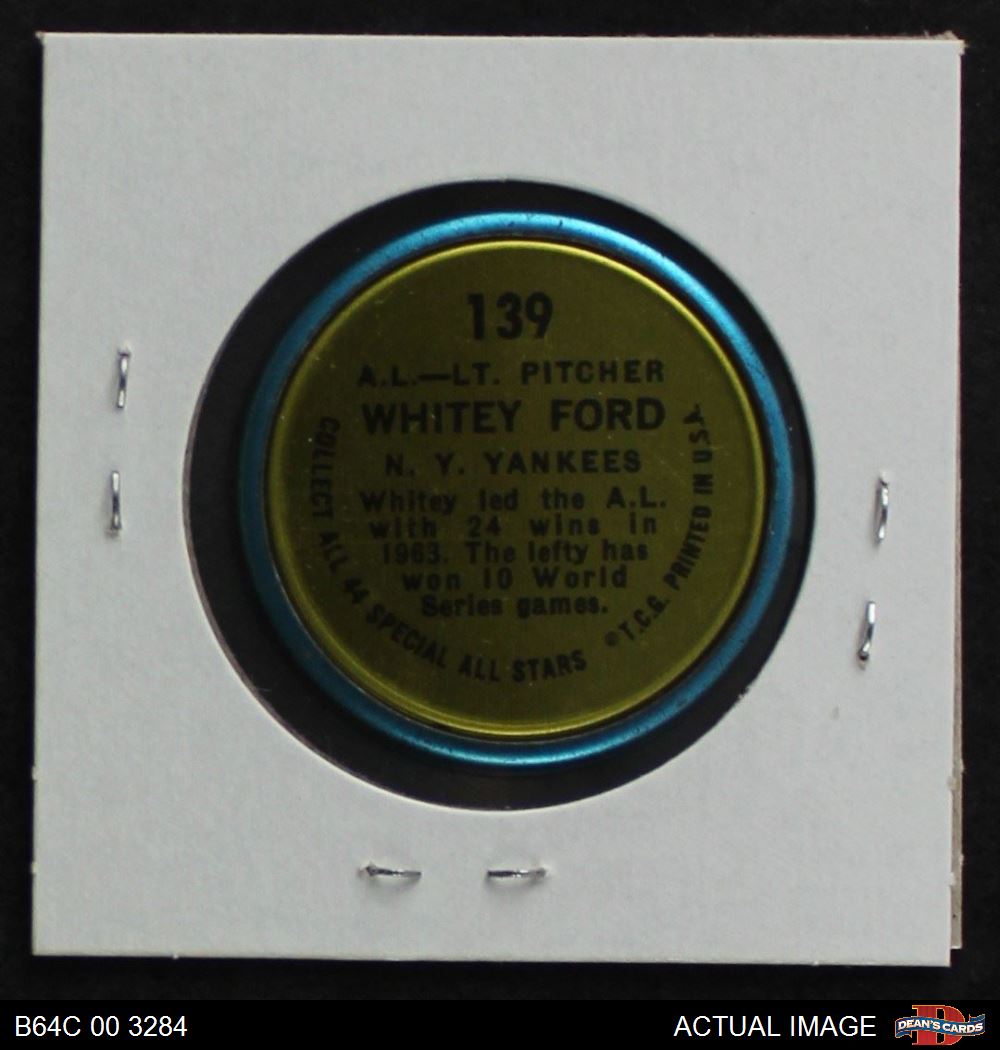 139
A.L.—LT. PITCHER
WHITEY FORD
N. Y. YANKEES
Whitey led the A.L.
with 24 wins in
1963. The lefty has
won 10 World
Series games.
COLLECT ALL 44 SPECIAL ALL STARS
©T.C.G. PRINTED IN U.S.A.
B64C 00 3284
ACTUAL IMAGE
D
DEAN'S CARDS